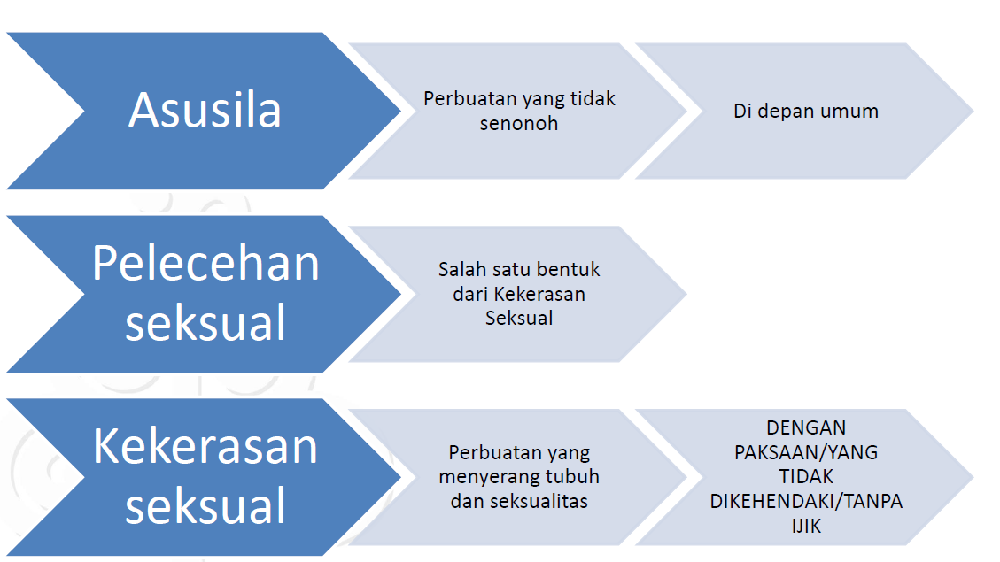 Asusila
Perbuatan yang tidak
senonoh
Di depan umum
Pelecehan
seksual
Salah satu bentuk
dari Kekerasan
Seksual
Kekerasan
seksual
Perbuatan yang
menyerang tubuh
dan seksualitas
DENGAN
PAKSAAN/YANG
TIDAK
DIKEHENDAKI/TANPA
IJIK